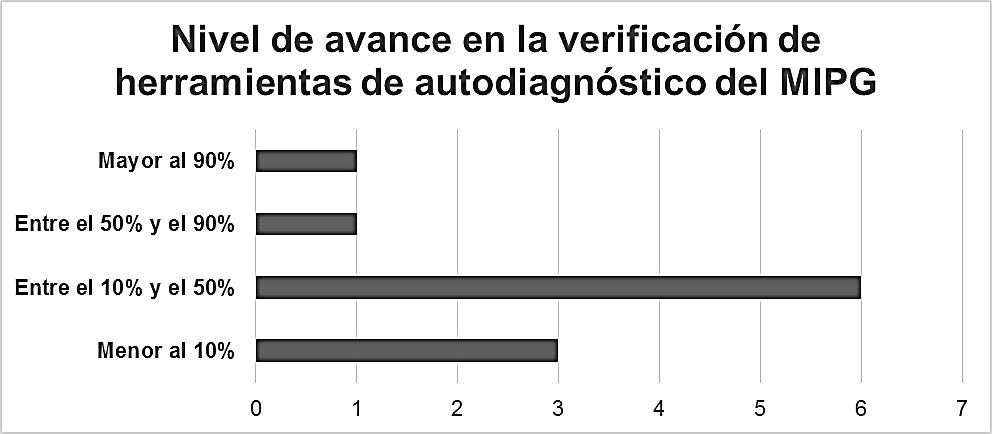 Nivel de avance en la verificación de
herramientas de autodiagnóstico del MIPG
Mayor al 90%
Entre el 50% y el 90%
Entre el 10% y el 50%
Menor al 10%
0 1 2 3 4 5 6 7